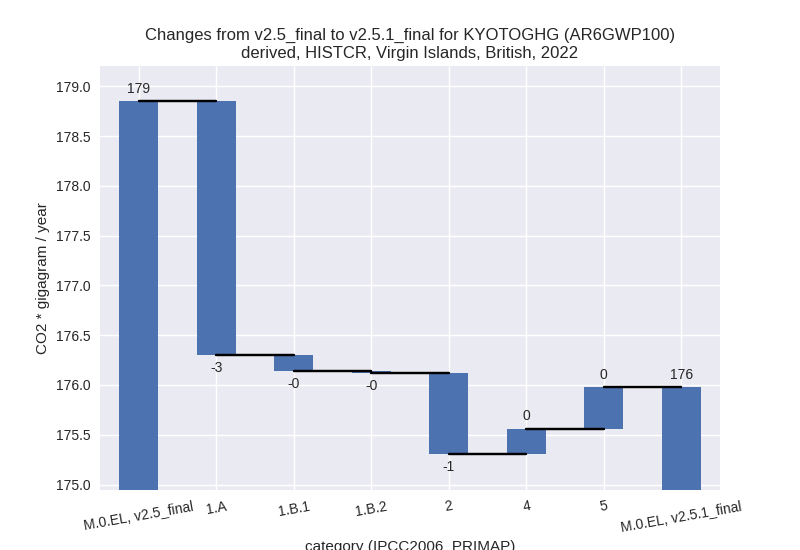 Changes from v2.5_final to v2.5.1_final for KYOTOGHG (AR6GWP100)
derived, HISTCR, Virgin Islands, British, 2022
CO2 * gigagram / year
179.0
178.5
178.0
177.5
177.0
176.5
176.0
175.5
175.0
179
-3
-0
-0
-1
0
0
176
M.0.EL, v2.5_final
1.A
1.B.1
1.B.2
2
4
5
M.0.EL, v2.5.1_final
category (IPCC2006_PRIMAP)